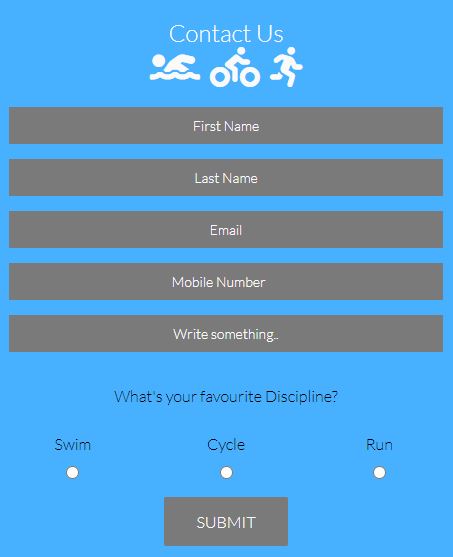 Contact Us
First Name
Last Name
Email
Mobile Number
Write something..
What's your favourite Discipline?
Swim Cycle Run
SUBMIT